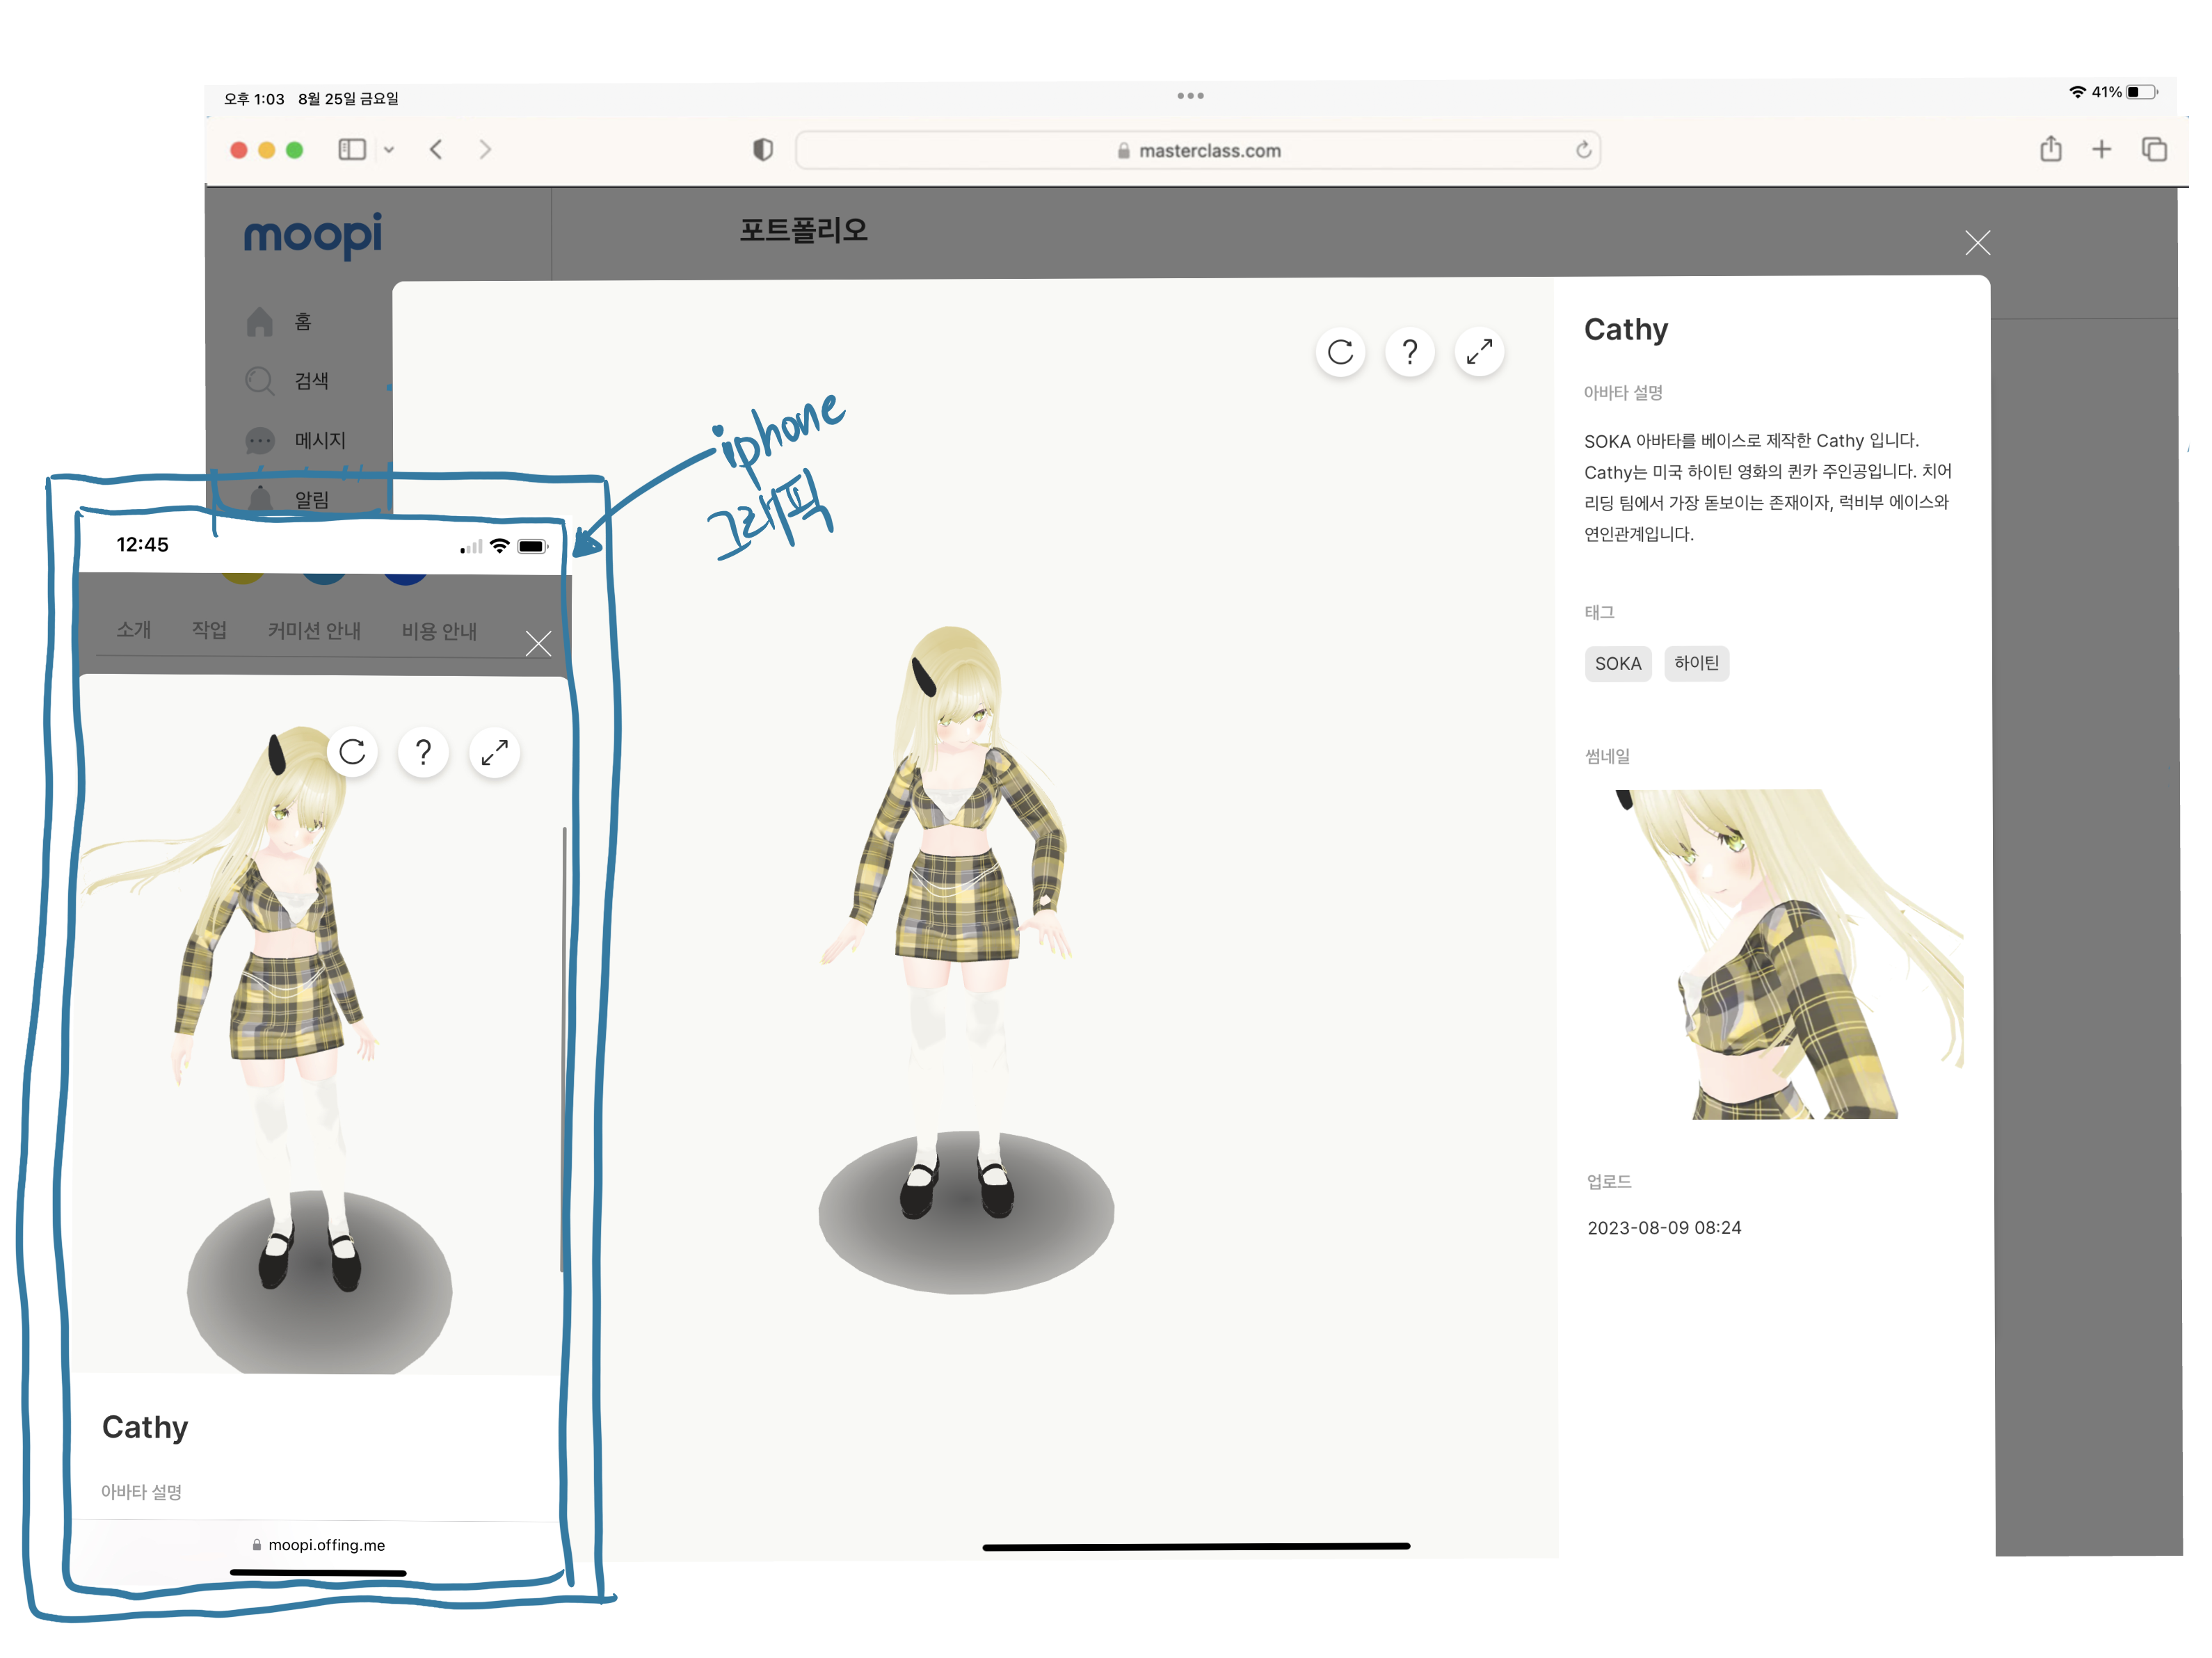 오후 1:03 8월 25일 금요일
41%
masterclass.com
moopi
포트폴리오
홈
검색
메시지
알림
Cathy
아바타 설명
SOKA 아바타를 베이스로 제작한 Cathy 입니다.
Cathy는 미국 하이틴 영화의 퀸카 주인공입니다. 치어
리딩 팀에서 가장 돋보이는 존재이자, 럭비부 에이스와
연인관계입니다.
태그
SOKA 하이틴
썸네일
업로드
2023-08-09 08:24
iphone
그래픽
12:45
소개 작업 커미션 안내 비용 안내
?
?
Cathy
아바타 설명
moopi.offing.me